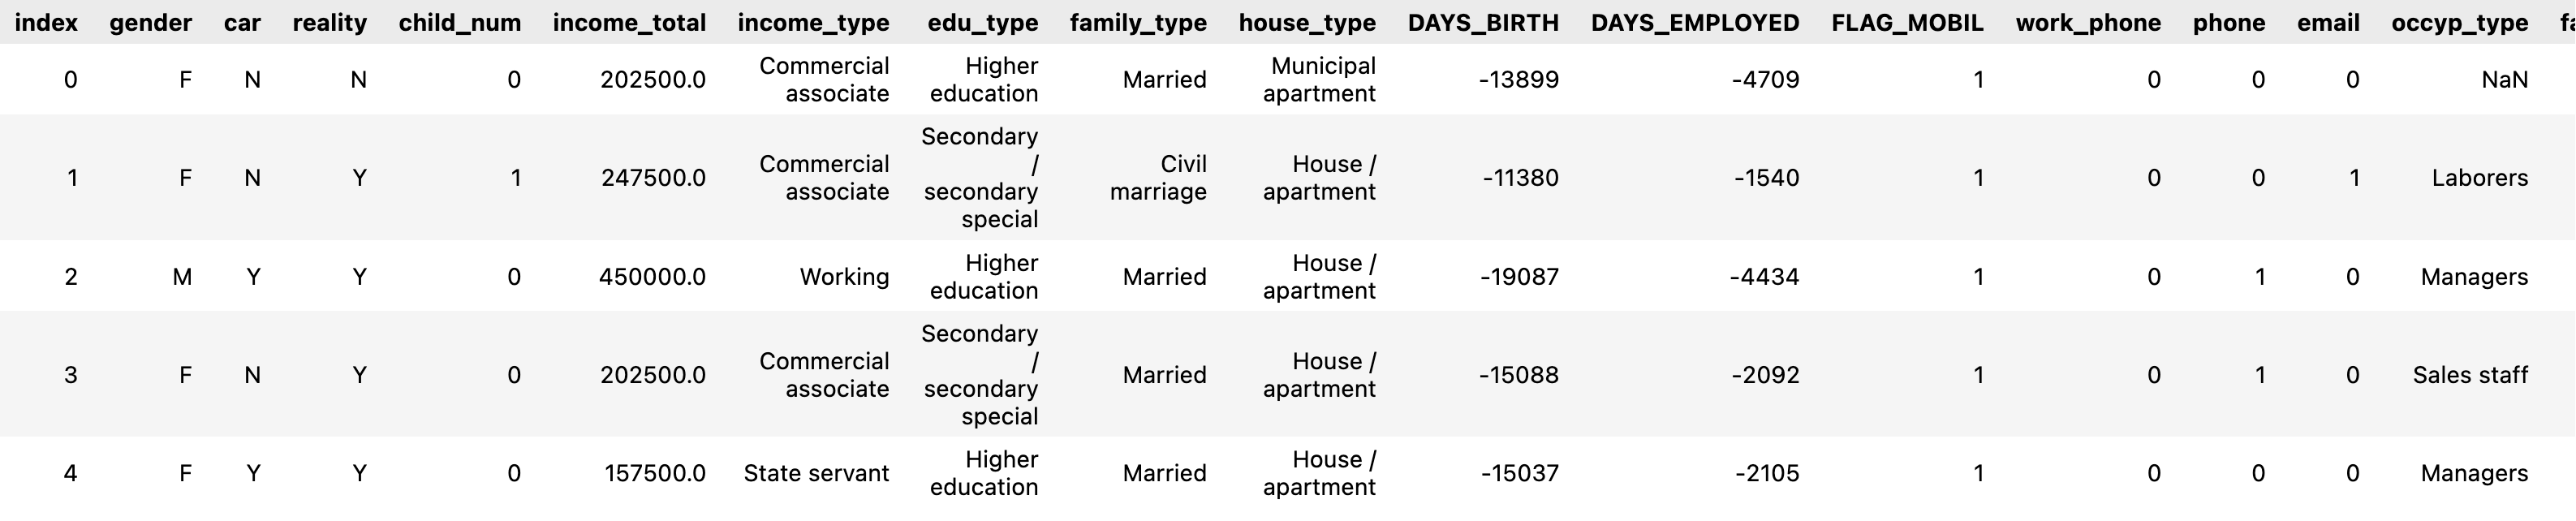 index gender car reality child_num income_total income_type edu_type family_type house_type DAYS_BIRTH DAYS_EMPLOYED FLAG_MOBIL work_phone phone email occyp_type fa
0 F N N 0 202500.0 Commercial associate Higher education Married Municipal apartment -13899 -4709 1 0 0 0 NaN
1 F N Y 1 247500.0 Commercial associate Secondary / secondary special Civil marriage House / apartment -11380 -1540 1 0 0 1 Laborers
2 M Y Y 0 450000.0 Working Higher education Married House / apartment -19087 -4434 1 0 1 0 Managers
3 F N Y 0 202500.0 Commercial associate Secondary / secondary special Married House / apartment -15088 -2092 1 0 1 0 Sales staff
4 F Y Y 0 157500.0 State servant Higher education Married House / apartment -15037 -2105 1 0 0 0 Managers